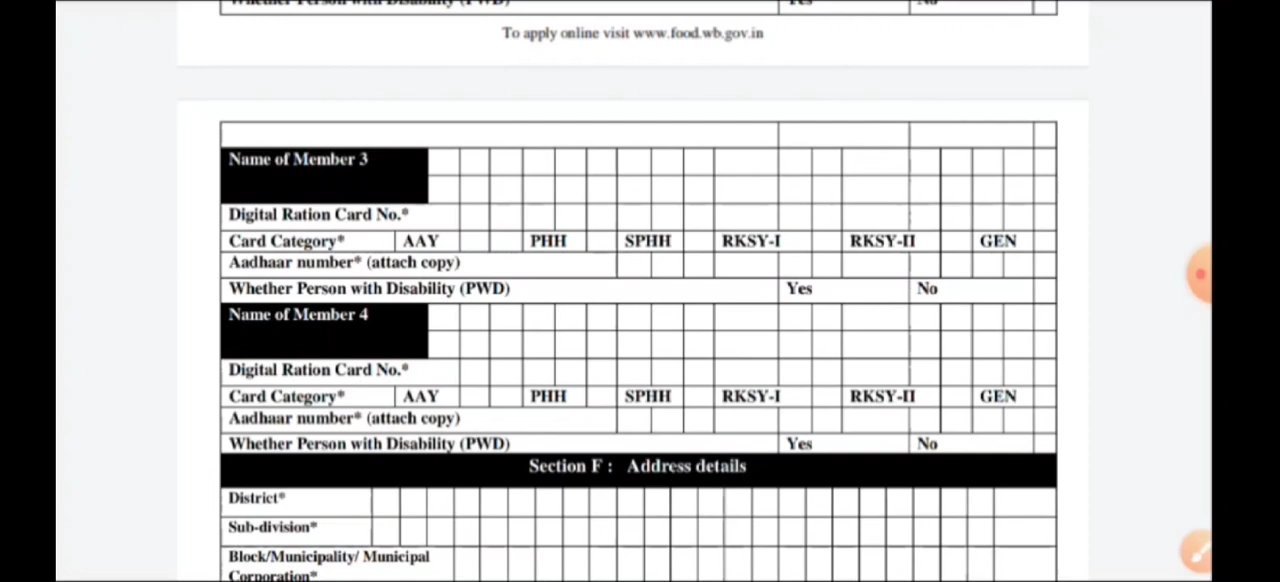 Whether Person with Disability (PWD) Yes No
To apply online visit www.food.wb.gov.in
Name of Member 3
Digital Ration Card No.*
Card Category* AAY PHH SPHH RKSY-I RKSY-II GEN
Aadhaar number* (attach copy)
Whether Person with Disability (PWD) Yes No
Name of Member 4
Digital Ration Card No.*
Card Category* AAY PHH SPHH RKSY-I RKSY-II GEN
Aadhaar number* (attach copy)
Whether Person with Disability (PWD) Yes No
Section F : Address details
District*
Sub-division*
Block/Municipality/ Municipal
Corporation*